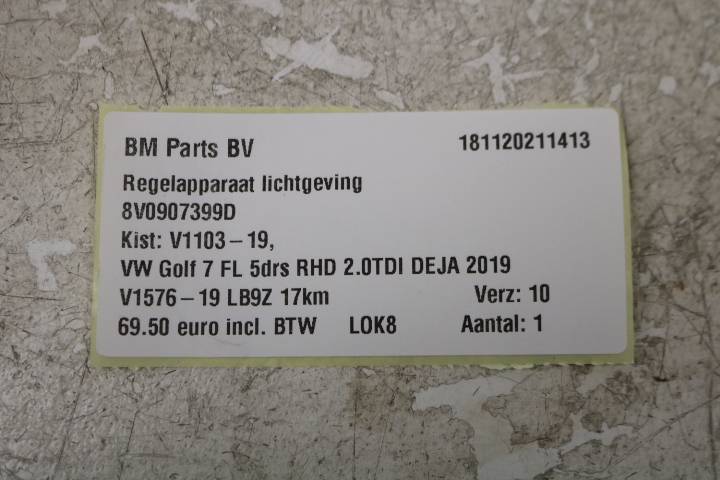 BM Parts BV 181120211413
Regelapparaat lichtgeving
8V0907399D
Kist: V1103-19,
VW Golf 7 FL 5drs RHD 2.0TDI DEJA 2019
V1576-19 LB9Z 17km Verz: 10
69.50 euro incl. BTW LOK8 Aantal: 1